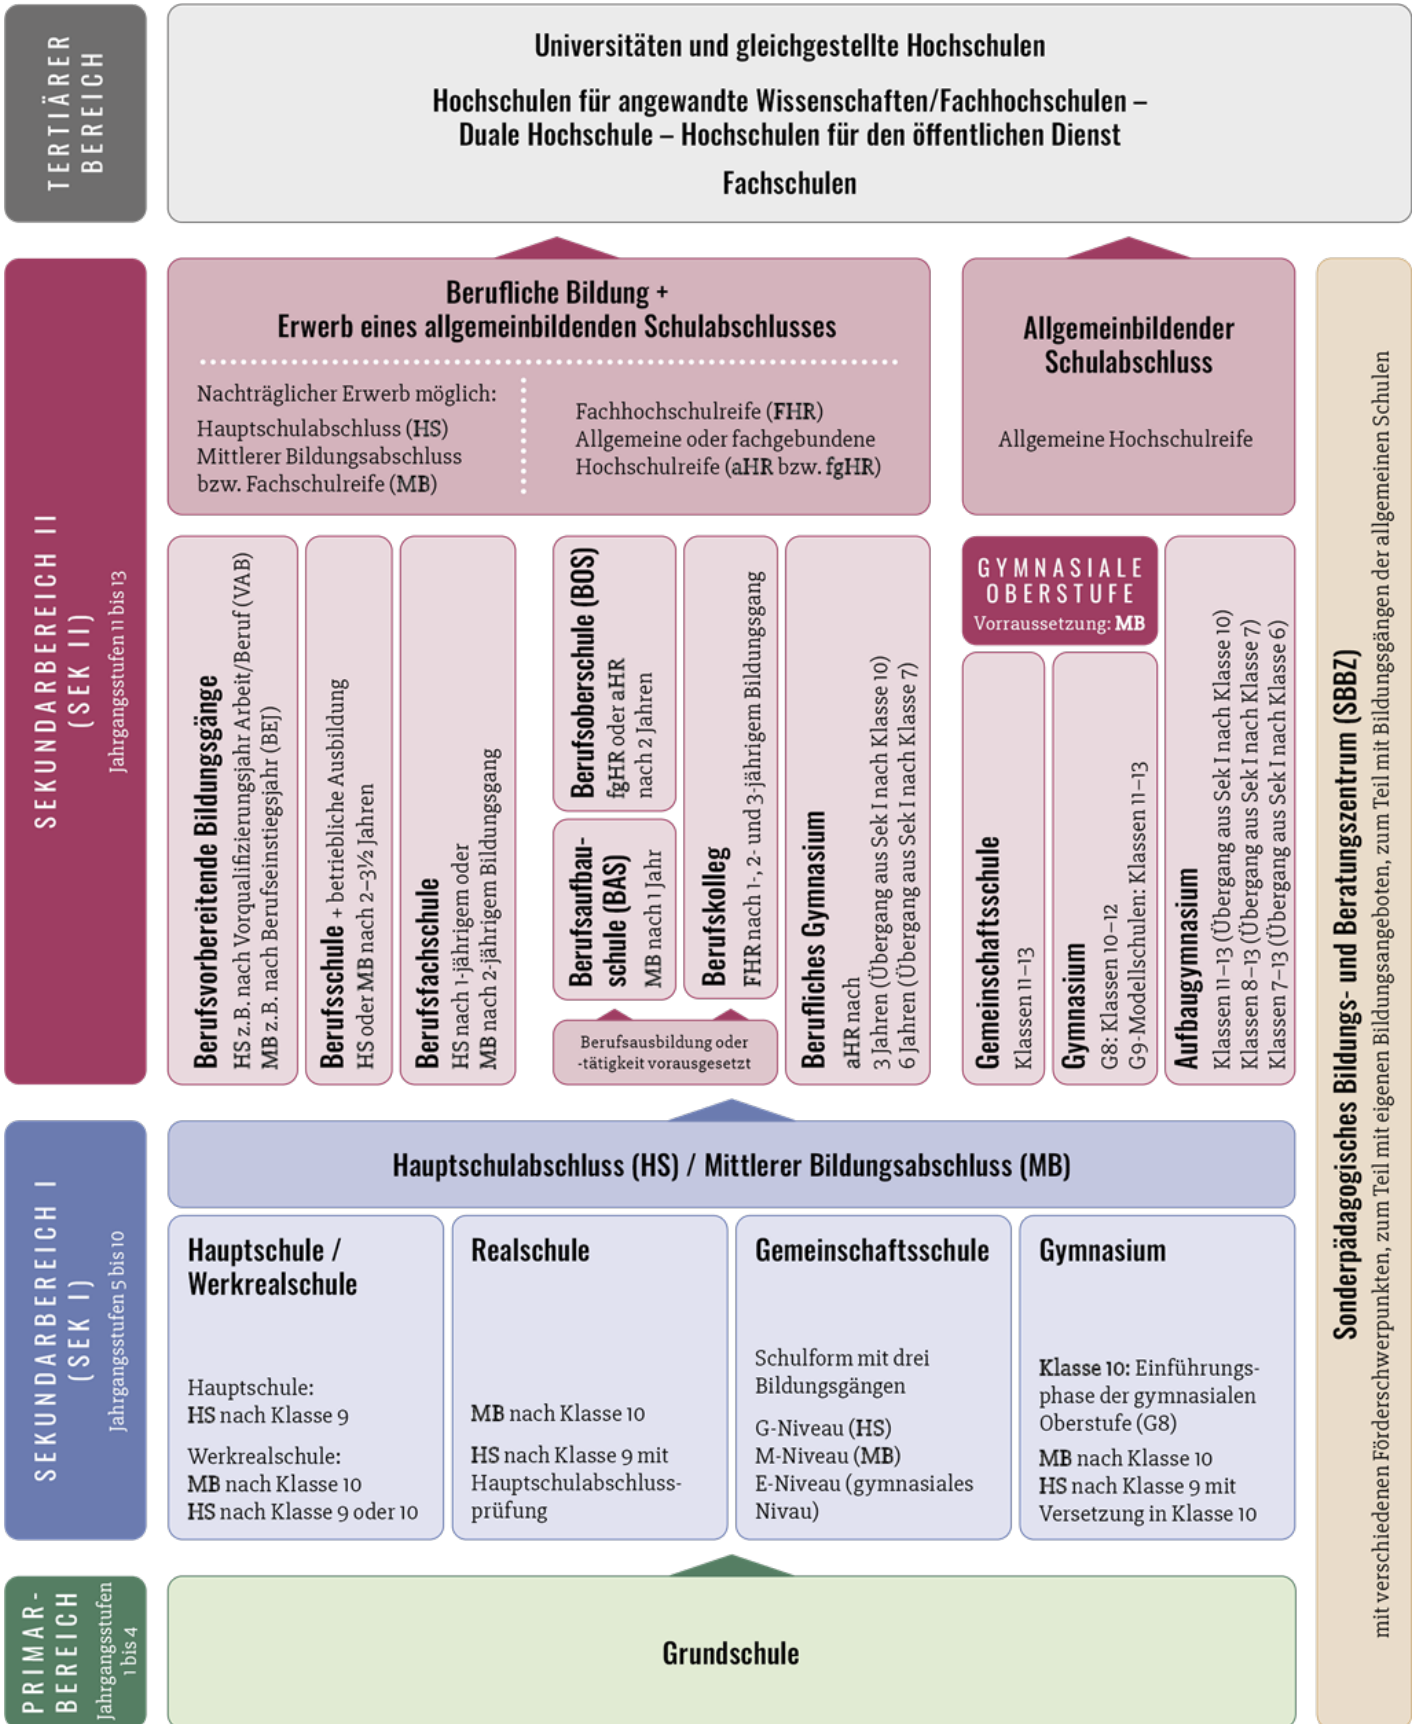 TERTIÄRER
BEREICH
Universitäten und gleichgestellte Hochschulen
Hochschulen für angewandte Wissenschaften/Fachhochschulen –
Duale Hochschule – Hochschulen für den öffentlichen Dienst
Fachschulen
SEKUNDARBEREICH II
(SEK II)
Jahrgangsstufen 11 bis 13
Berufliche Bildung +
Erwerb eines allgemeinbildenden Schulabschlusses
Nachträglicher Erwerb möglich:
Hauptschulabschluss (HS)
Mittlerer Bildungsabschluss
bzw. Fachschulreife (MB)
Fachhochschulreife (FHR)
Allgemeine oder fachgebundene
Hochschulreife (aHR bzw. fgHR)
Allgemeinbildender
Schulabschluss
Allgemeine Hochschulreife
Berufsvorbereitende Bildungsgänge
HS z.B. nach Vorqualifizierungsjahr Arbeit/Beruf (VAB)
MB z.B. nach Berufseinstiegsjahr (BEJ)
Berufsschule + betriebliche Ausbildung
HS oder MB nach 2–3½ Jahren
Berufsfachschule
HS nach 1-jährigem oder
MB nach 2-jährigem Bildungsgang
Berufsoberschule (BOS)
fgHR oder aHR
nach 2 Jahren
Berufsaufbau-
schule (BAS)
MB nach 1 Jahr
Berufskolleg
FHR nach 1-, 2- und 3-jährigem Bildungsgang
Berufsausbildung oder
-tätigkeit vorausgesetzt
Berufliches Gymnasium
aHR nach
3 Jahren (Übergang aus Sek I nach Klasse 10)
6 Jahren (Übergang aus Sek I nach Klasse 7)
GYMNASIALE
OBERSTUFE
Vorraussetzung: MB
Gemeinschaftsschule
Klassen 11–13
Gymnasium
G8: Klassen 10–12
G9-Modellschulen: Klassen 11–13
Aufbaugymnasium
Klassen 11–13 (Übergang aus Sek I nach Klasse 10)
Klassen 8–13 (Übergang aus Sek I nach Klasse 7)
Klassen 7–13 (Übergang aus Sek I nach Klasse 6)
Sonderpädagogisches Bildungs- und Beratungszentrum (SBBZ)
mit verschiedenen Förderschwerpunkten, zum Teil mit eigenen Bildungsangeboten, zum Teil mit Bildungsgängen der allgemeinen Schulen
SEKUNDARBEREICH I
(SEK I)
Jahrgangsstufen 5 bis 10
Hauptschulabschluss (HS) / Mittlerer Bildungsabschluss (MB)
Hauptschule /
Werkrealschule
Hauptschule:
HS nach Klasse 9
Werkrealschule:
MB nach Klasse 10
HS nach Klasse 9 oder 10
Realschule
MB nach Klasse 10
HS nach Klasse 9 mit
Hauptschulabschluss-
prüfung
Gemeinschaftsschule
Schulform mit drei
Bildungsgängen
G-Niveau (HS)
M-Niveau (MB)
E-Niveau (gymnasiales
Nivau)
Gymnasium
Klasse 10: Einführungs-
phase der gymnasialen
Oberstufe (G8)
MB nach Klasse 10
HS nach Klasse 9 mit
Versetzung in Klasse 10
PRIMAR-
BEREICH
Jahrgangsstufen
1 bis 4
Grundschule